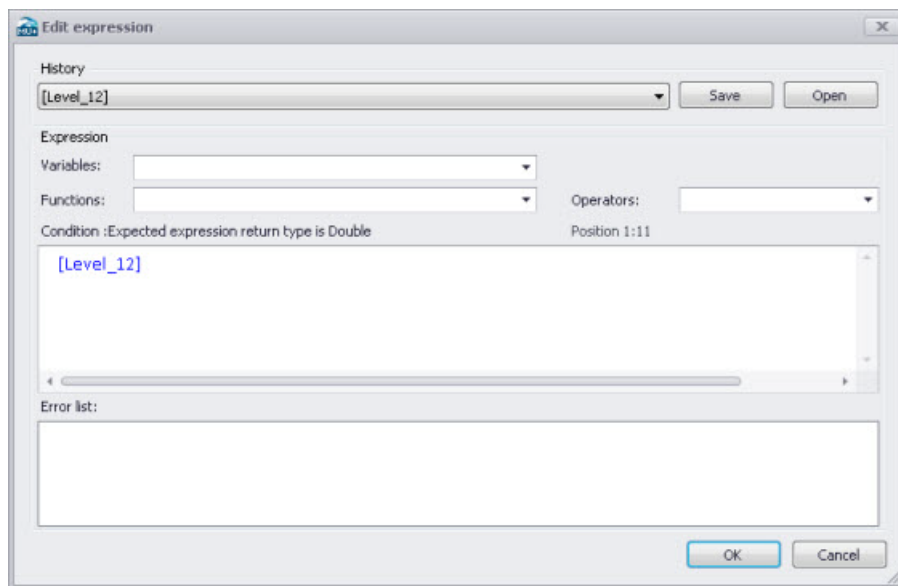 Edit expression
History
[Level_12]
Save
Open
Expression
Variables:
Functions:
Operators:
Condition :Expected expression return type is Double
Position 1:11
[Level_12]
Error list:
OK
Cancel